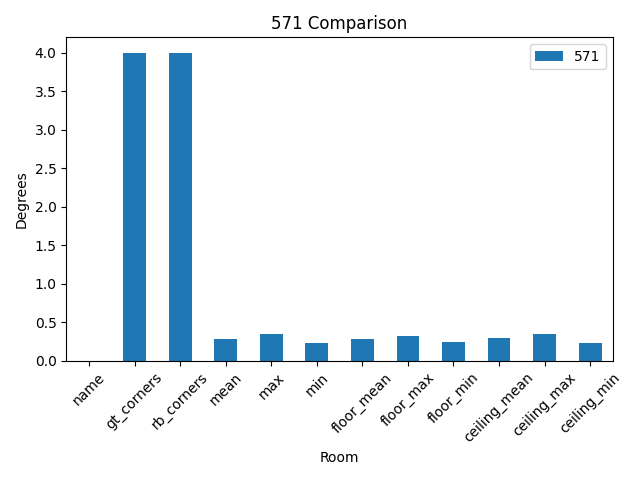 571 Comparison
571
Degrees
4.0
3.5
3.0
2.5
2.0
1.5
1.0
0.5
0.0
name
gt_corners
rb_corners
mean
max
min
floor_mean
floor_max
floor_min
ceiling_mean
ceiling_max
ceiling_min
Room